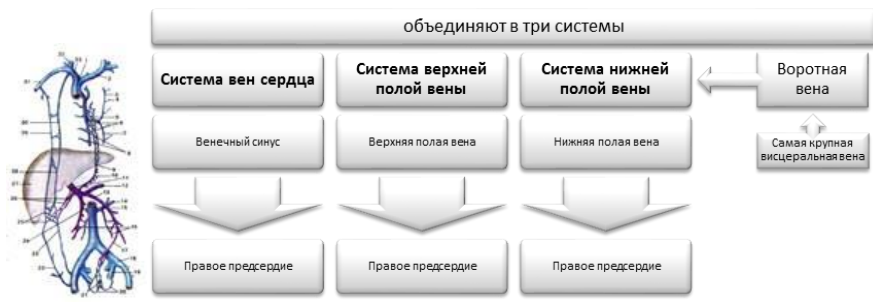 объединяют в три системы
Система вен сердца
Система верхней
полой вены
Система нижней
полой вены
Воротная
вена
Венечный синус
Верхняя полая вена
Нижняя полая вена
Самая крупная
висцеральная вена
Правое предсердие
Правое предсердие
Правое предсердие